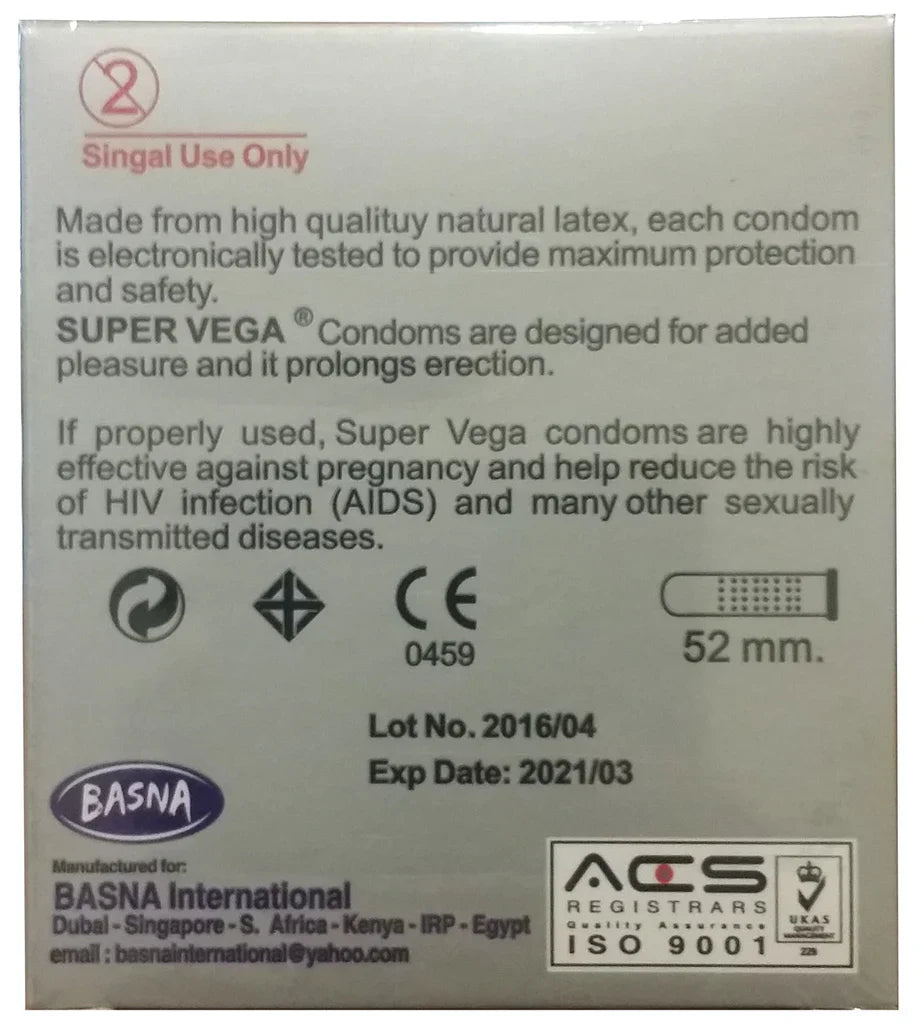 2
Singal Use Only
Made from high qualituy natural latex, each condom
is electronically tested to provide maximum protection
and safety.
SUPER VEGA ® Condoms are designed for added
pleasure and it prolongs erection.
If properly used, Super Vega condoms are highly
effective against pregnancy and help reduce the risk
of HIV infection (AIDS) and many other sexually
transmitted diseases.
CE
0459
52 mm.
Lot No. 2016/04
Exp Date: 2021/03
BASNA
Manufactured for:
BASNA International
Dubai - Singapore - S. Africa - Kenya - IRP - Egypt
email : basnainternational@yahoo.com
ACS
REGISTRARS
Quality Assurance
ISO 9001
UKAS
QUALITY
MANAGEMENT